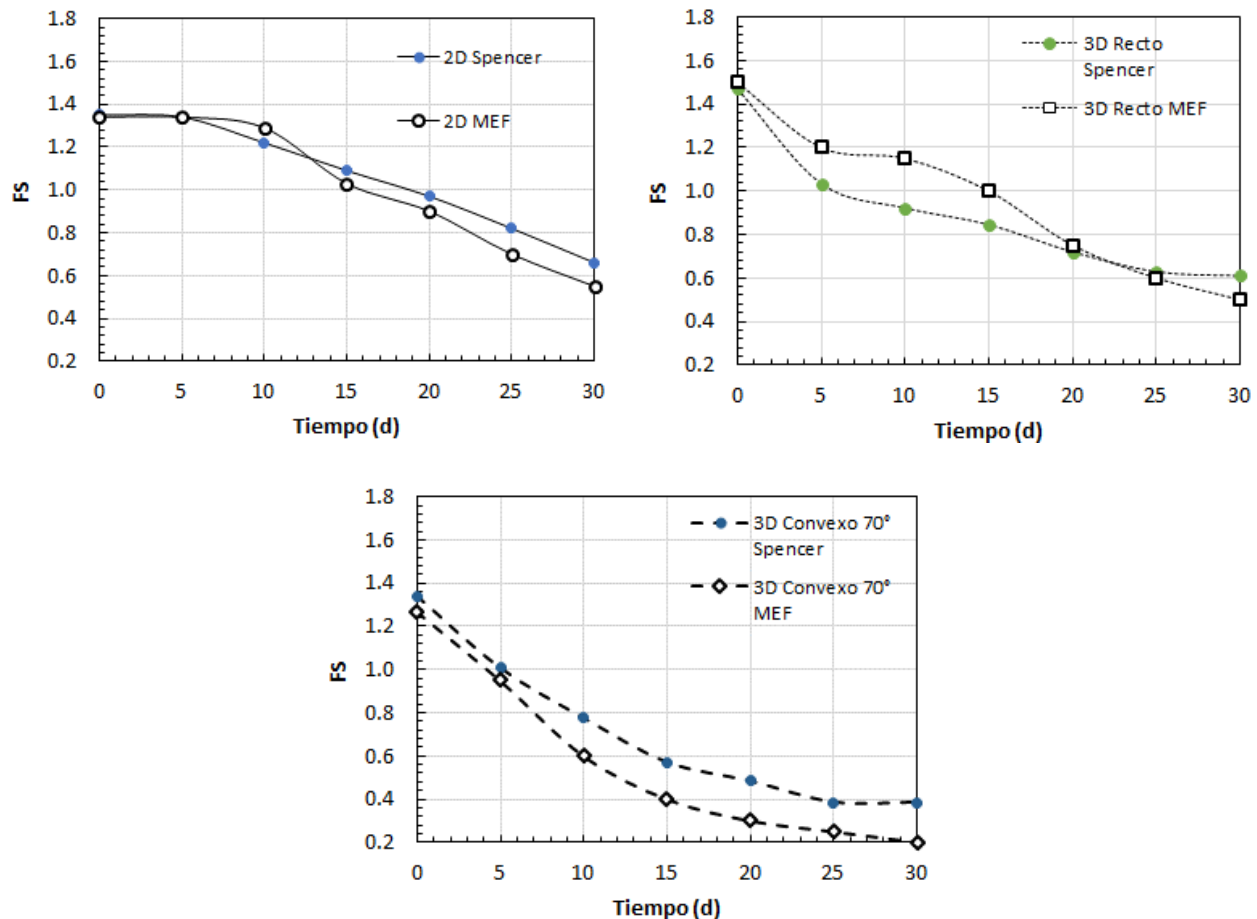 1.8
1.6
1.4
1.2
1.0
0.8
0.6
0.4
0.2
FS
2D Spencer
2D MEF
0 5 10 15 20 25 30
Tiempo (d)
1.8
1.6
1.4
1.2
1.0
0.8
0.6
0.4
0.2
FS
3D Recto
Spencer
3D Recto MEF
0 5 10 15 20 25 30
Tiempo (d)
1.8
1.6
1.4
1.2
1.0
0.8
0.6
0.4
0.2
FS
3D Convexo 70°
Spencer
3D Convexo 70°
MEF
0 5 10 15 20 25 30
Tiempo (d)